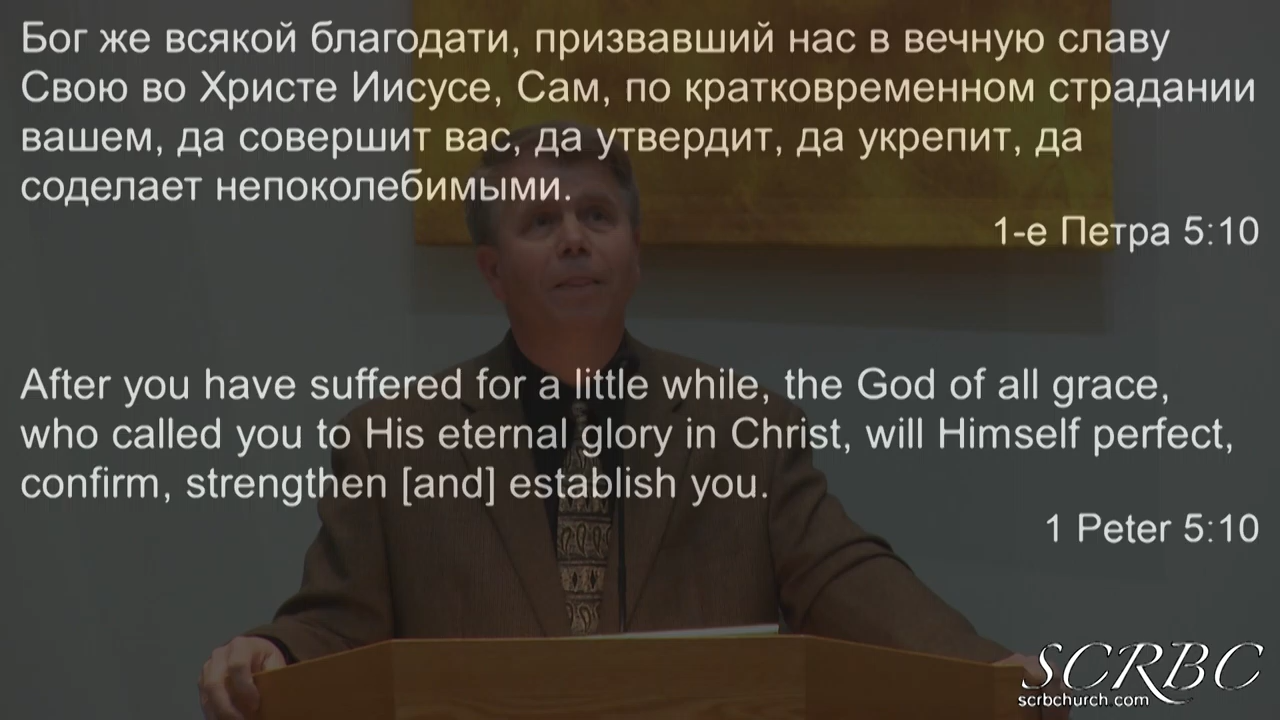 Бог же всякой благодати, призвавший нас в вечную славу
Свою во Христе Иисусе, Сам, по кратковременном страдании
вашем, да совершит вас, да утвердит, да укрепит, да
соделает непоколебимыми.
1-е Петра 5:10
After you have suffered for a little while, the God of all grace,
who called you to His eternal glory in Christ, will Himself perfect,
confirm, strengthen [and] establish you.
1 Peter 5:10
SCRBC
scrbchurch.com